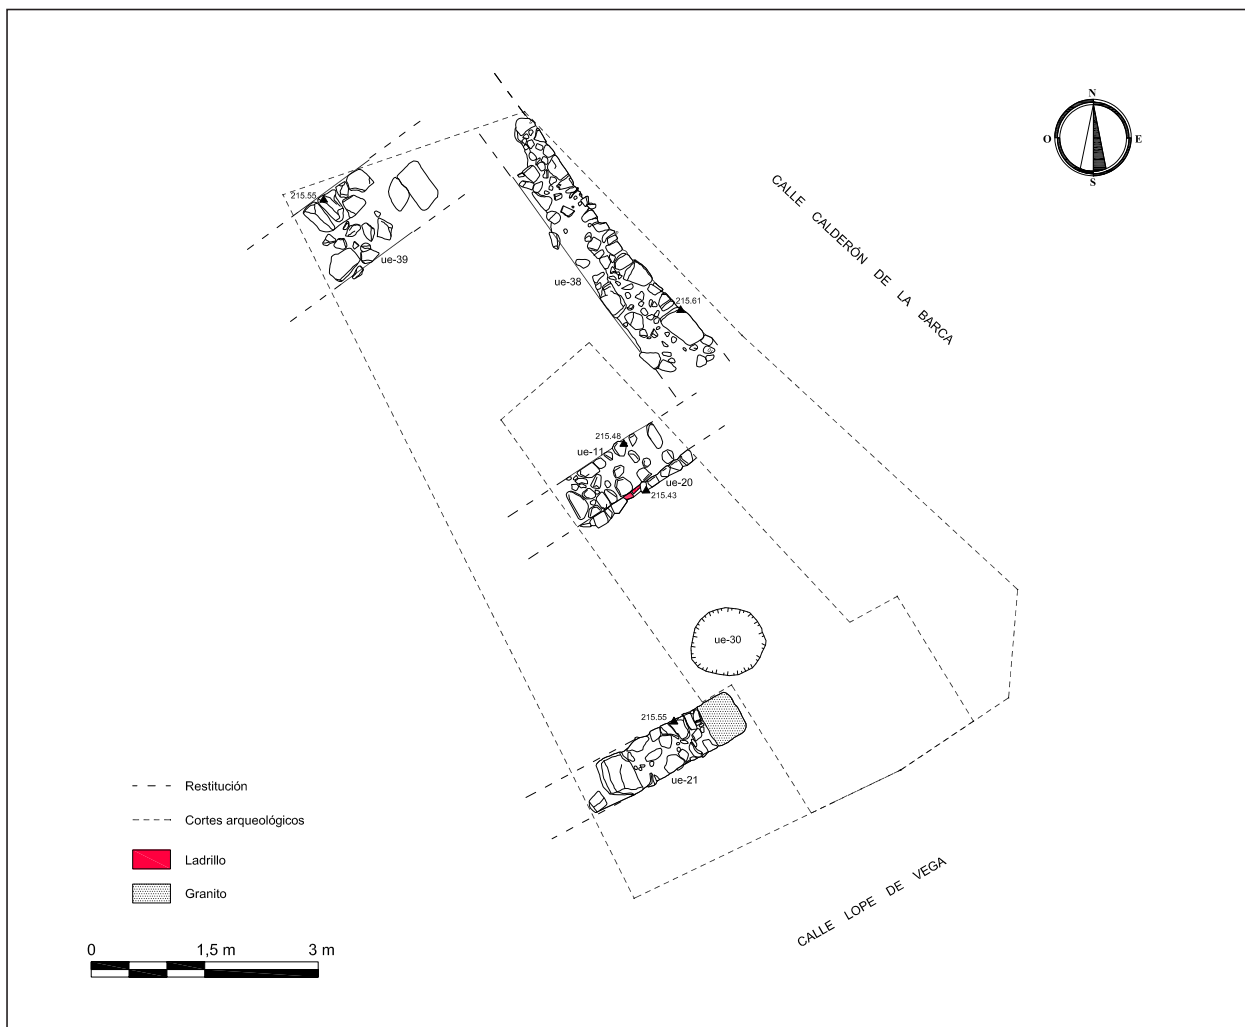 N
O E
S
CALLE CALDERÓN DE LA BARCA
215.55
ue-39
ue-38
215.61
215.48
ue-11
ue-20
215.43
ue-30
215.55
ue-21
Restitución
Cortes arqueológicos
Ladrillo
Granito
CALLE LOPE DE VEGA
0 1,5 m 3 m